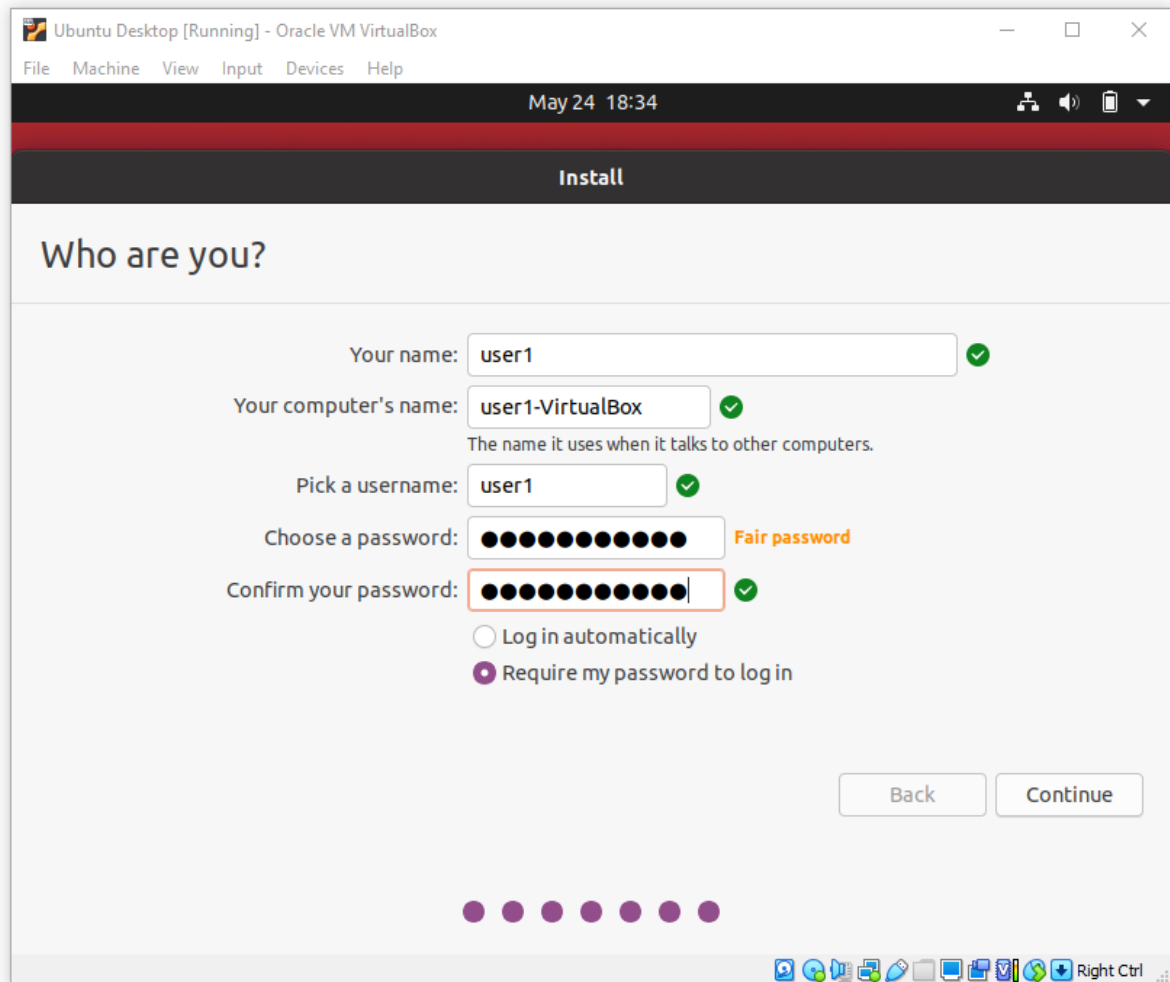 Ubuntu Desktop [Running] - Oracle VM VirtualBox
File Machine View Input Devices Help
May 24 18:34
Install
Who are you?
Your name: user1
Your computer's name: user1-VirtualBox
The name it uses when it talks to other computers.
Pick a username: user1
Choose a password: ●●●●●●●●●●● Fair password
Confirm your password: ●●●●●●●●●●●
Log in automatically
Require my password to log in
Back Continue
Right Ctrl